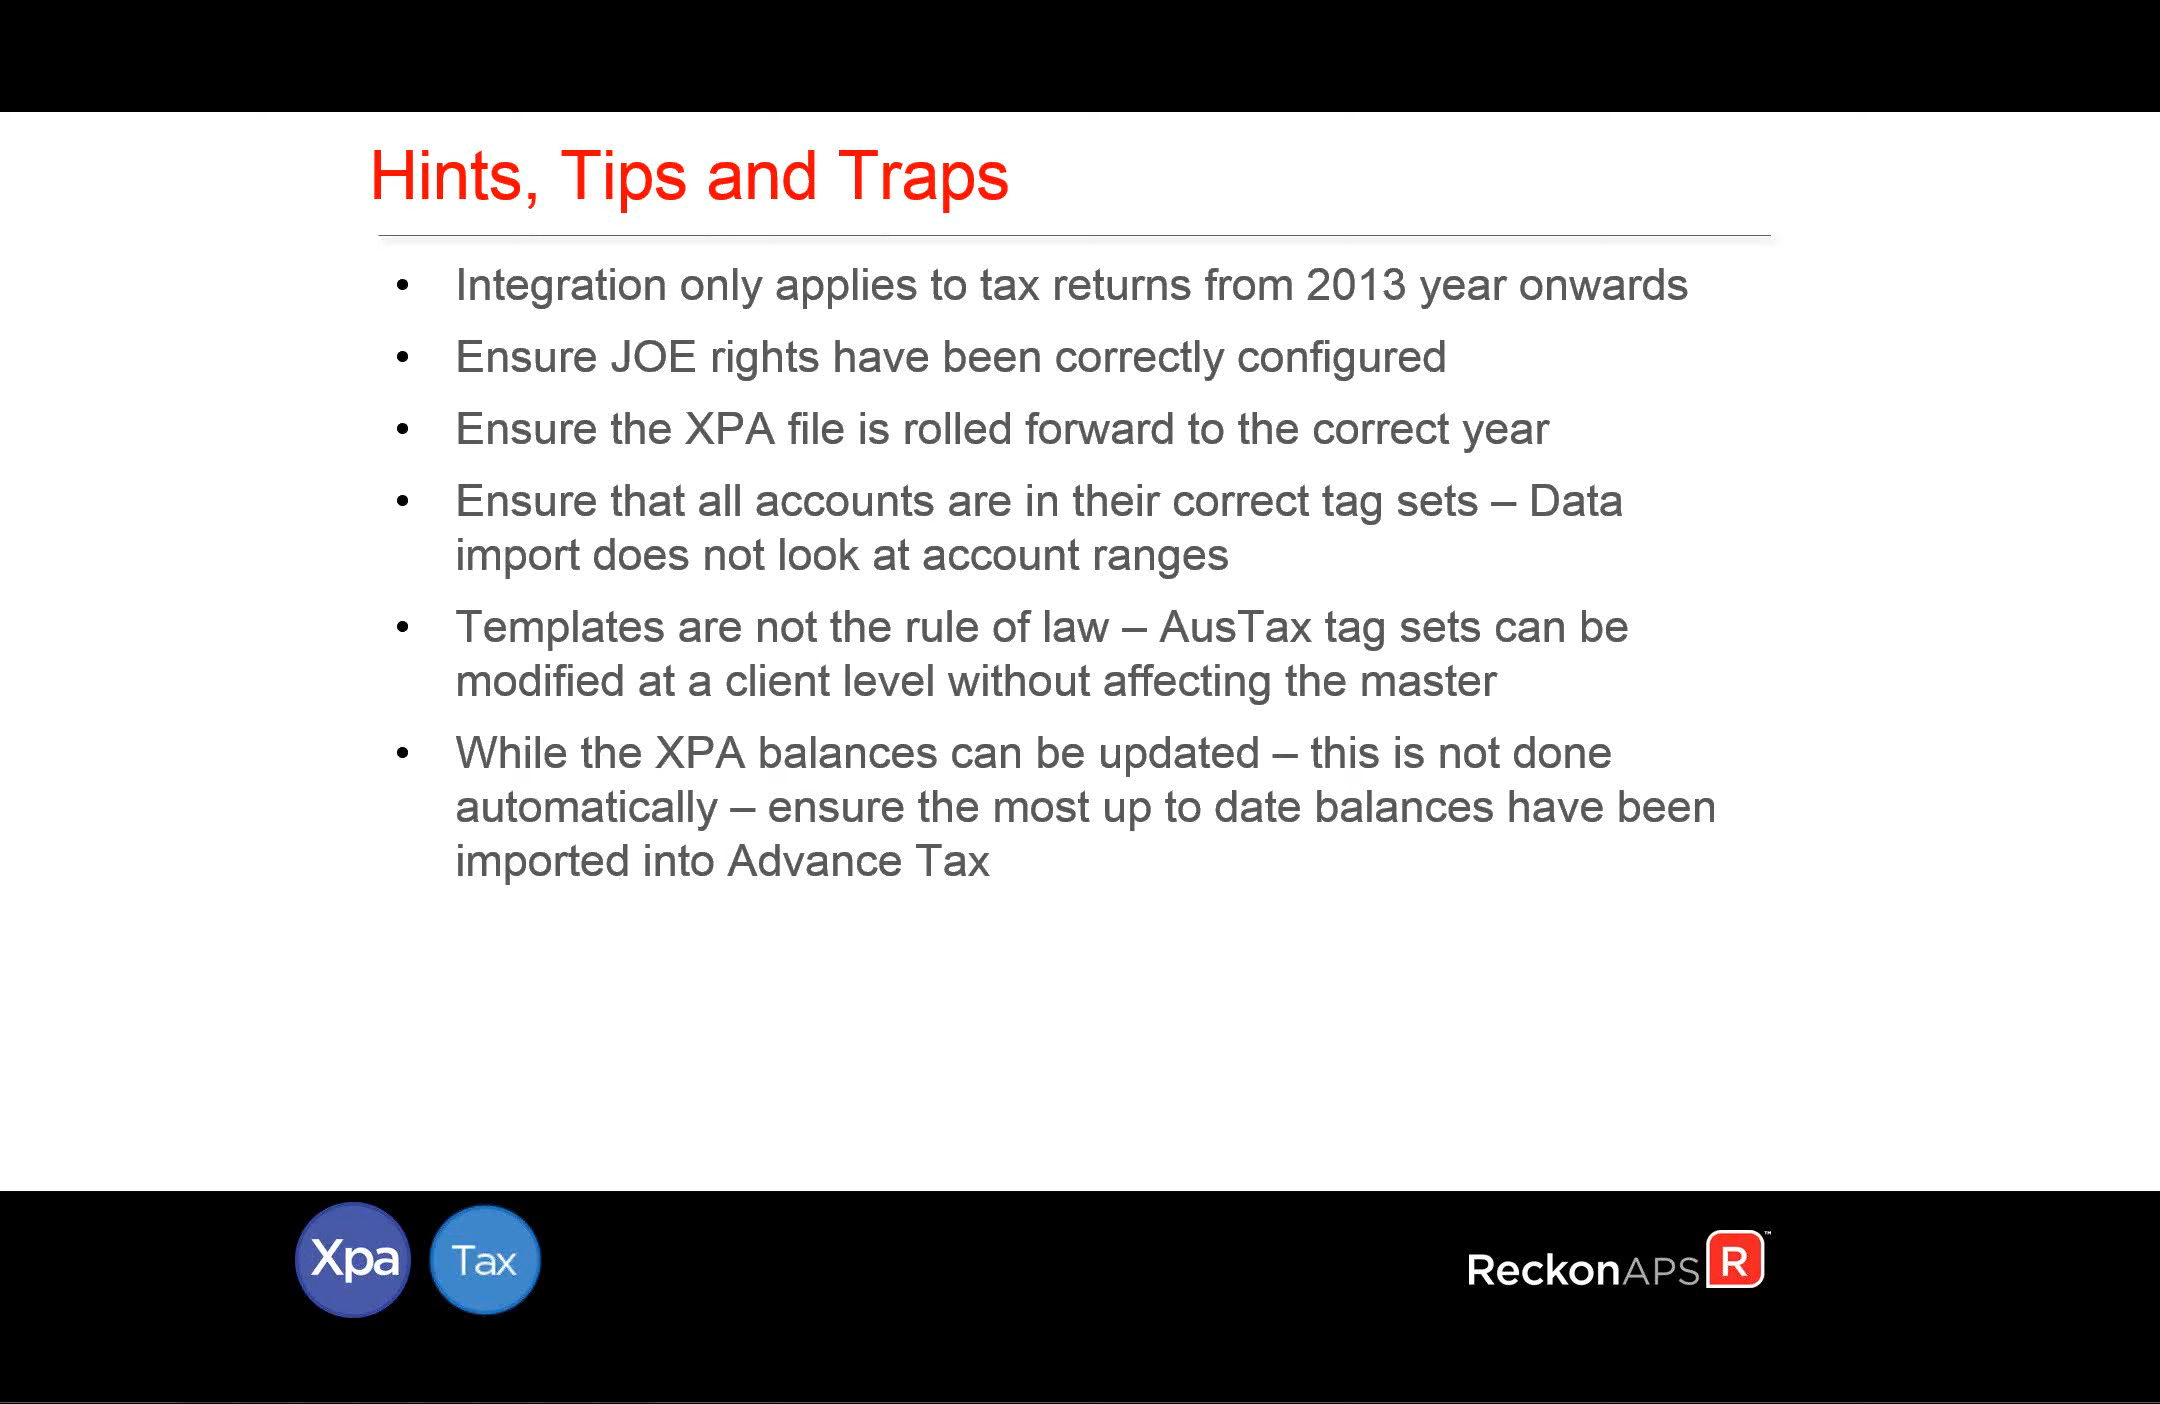 Hints, Tips and Traps
• Integration only applies to tax returns from 2013 year onwards
• Ensure JOE rights have been correctly configured
• Ensure the XPA file is rolled forward to the correct year
• Ensure that all accounts are in their correct tag sets – Data
import does not look at account ranges
• Templates are not the rule of law – AusTax tag sets can be
modified at a client level without affecting the master
• While the XPA balances can be updated – this is not done
automatically – ensure the most up to date balances have been
imported into Advance Tax
Xpa
Tax
ReckonAPS R™